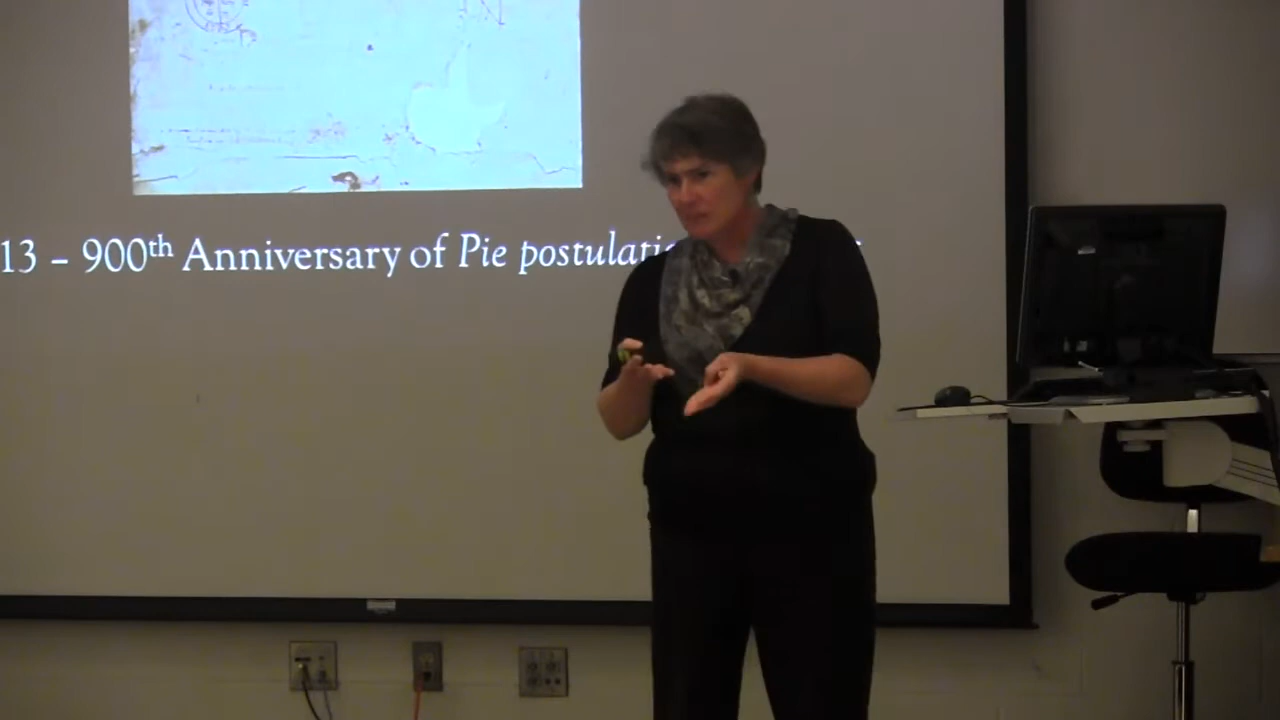 13 – 900th Anniversary of Pie postulati